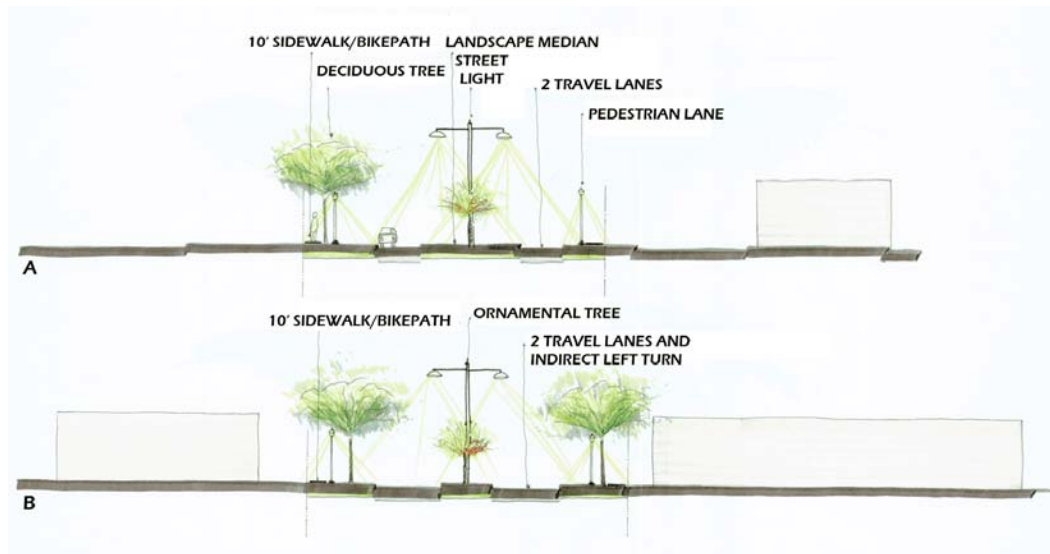 10' SIDEWALK/BIKEPATH
LANDSCAPE MEDIAN
STREET
LIGHT
DECIDUOUS TREE
2 TRAVEL LANES
PEDESTRIAN LANE
A
10' SIDEWALK/BIKEPATH
ORNAMENTAL TREE
2 TRAVEL LANES AND
INDIRECT LEFT TURN
B